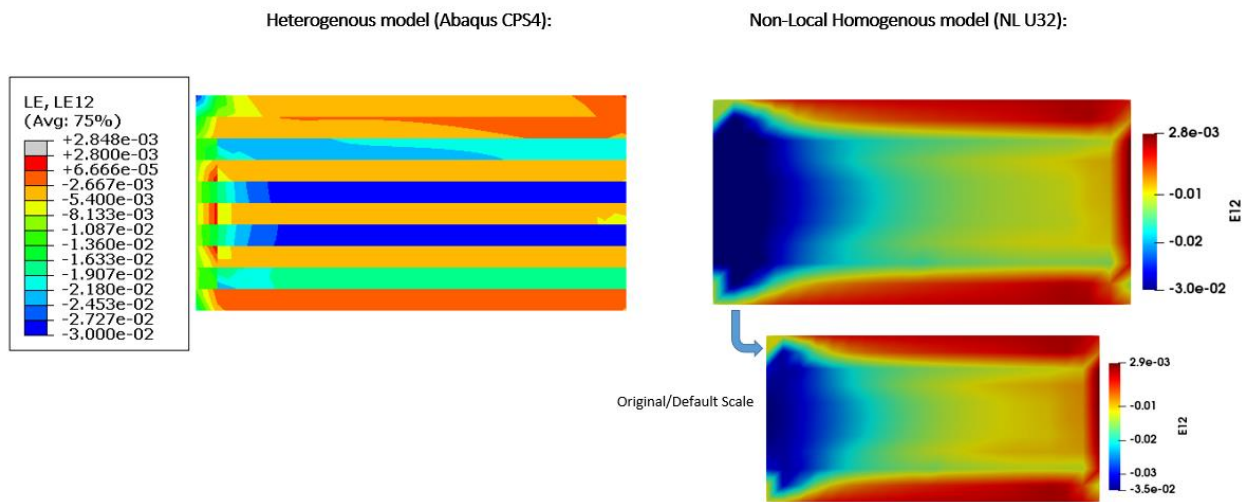 Heterogenous model (Abaqus CPS4):
Non-Local Homogenous model (NL U32):
LE, LE12
(Avg: 75%)
+2.848e-03
+2.800e-03
+6.666e-05
-2.667e-03
-5.400e-03
-8.133e-03
-1.087e-02
-1.360e-02
-1.633e-02
-1.907e-02
-2.180e-02
-2.453e-02
-2.727e-02
-3.000e-02
2.8e-03
-0.01
-0.02
-3.0e-02
E12
Original/Default Scale
2.9e-03
-0.01
-0.02
-0.03
-3.5e-02
E12